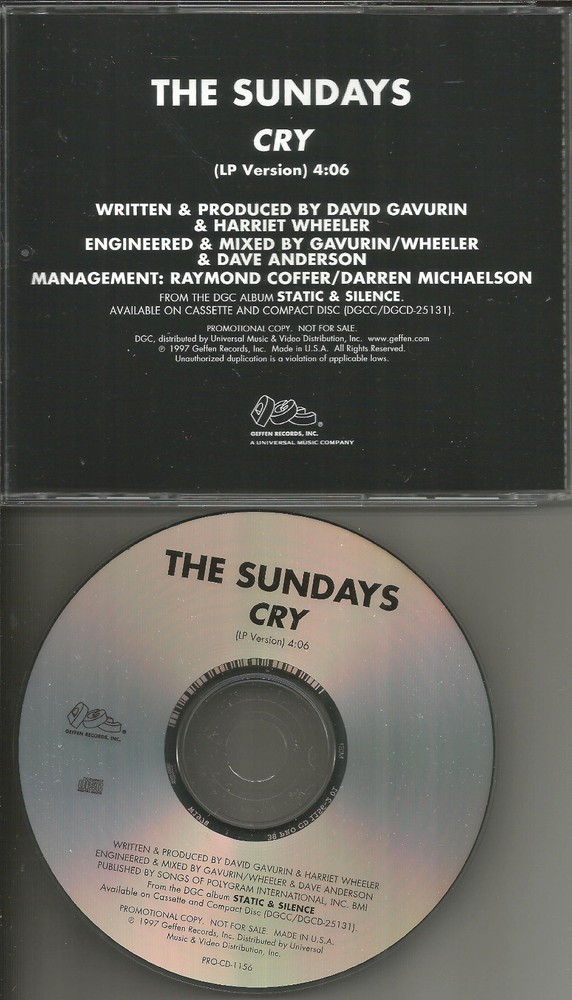 THE SUNDAYS
CRY
(LP Version) 4:06
WRITTEN & PRODUCED BY DAVID GAVURIN
& HARRIET WHEELER
ENGINEERED & MIXED BY GAVURIN/WHEELER
& DAVE ANDERSON
MANAGEMENT: RAYMOND COFFER/DARREN MICHAELSON
FROM THE DGC ALBUM STATIC & SILENCE.
AVAILABLE ON CASSETTE AND COMPACT DISC (DGCC/DGCD-25131).
PROMOTIONAL COPY. NOT FOR SALE.
DGC, distributed by Universal Music & Video Distribution, Inc. www.geffen.com
℗ 1997 Geffen Records, Inc. Made in U.S.A. All Rights Reserved.
Unauthorized duplication is a violation of applicable laws.
GEFFEN RECORDS, INC.
A UNIVERSAL MUSIC COMPANY
THE SUNDAYS
CRY
(LP Version) 4:06
GEFFEN RECORDS, INC.
WRITTEN & PRODUCED BY DAVID GAVURIN & HARRIET WHEELER
ENGINEERED & MIXED BY GAVURIN/WHEELER & DAVE ANDERSON
PUBLISHED BY SONGS OF POLYGRAM INTERNATIONAL, INC. BMI
From the DGC album STATIC & SILENCE
Available on Cassette and Compact Disc (DGCC/DGCD-25131).
PROMOTIONAL COPY. NOT FOR SALE. MADE IN U.S.A.
℗ 1997 Geffen Records, Inc. Distributed by Universal
Music & Video Distribution, Inc.
PRO-CD-1156